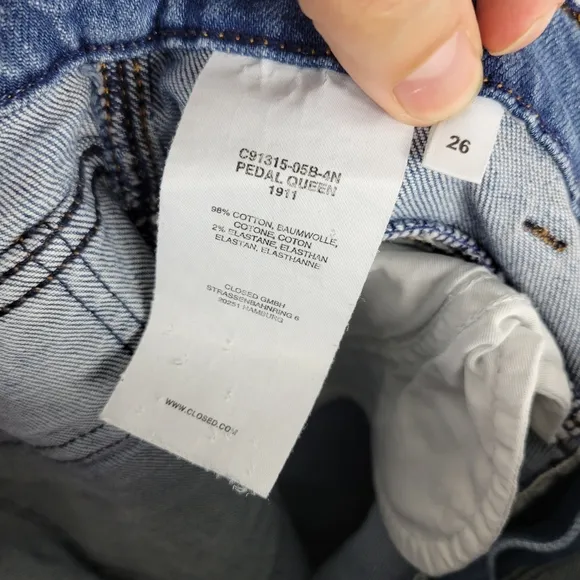 C91315-05B-4N
PEDAL QUEEN
1911
98% COTTON, BAUMWOLLE,
COTONE, COTON
2% ELASTANE, ELASTHAN
ELASTAN, ELASTHANNE
CLOSED GMBH
STRASSENBAHNRING 6
20251 HAMBURG
WWW.CLOSED.COM
26